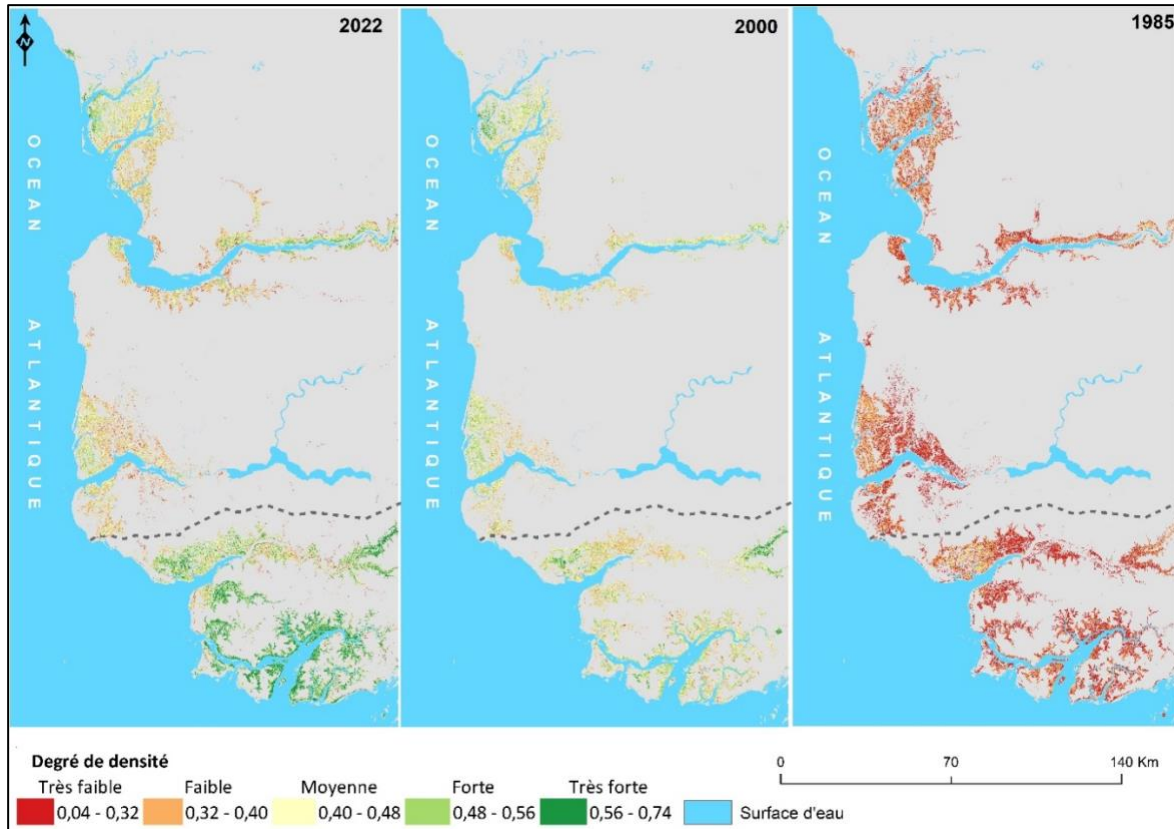 N
2022
2000
1985
OCEAN ATLANTIQUE
OCEAN ATLANTIQUE
OCEAN ATLANTIQUE
Degré de densité
Très faible Faible Moyenne Forte Très forte
0,04 - 0,32 0,32 - 0,40 0,40 - 0,48 0,48 - 0,56 0,56 - 0,74 Surface d'eau
0 70 140 Km